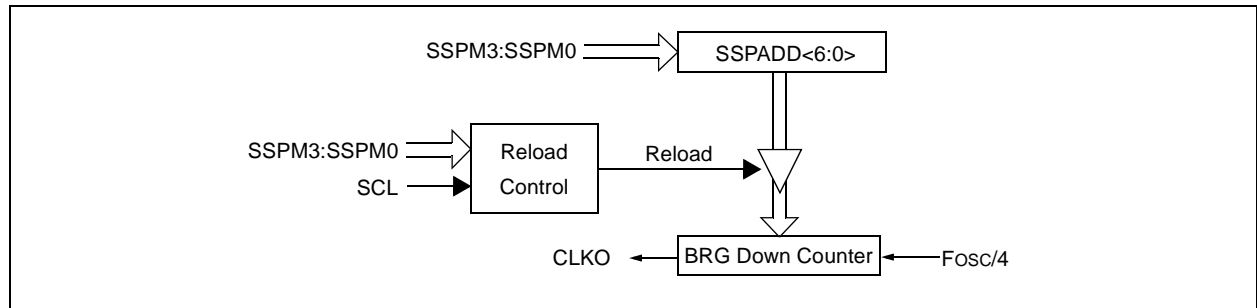 SSPM3:SSPM0
SSPADD<6:0>
SSPM3:SSPM0
SCL
Reload
Control
Reload
CLKO
BRG Down Counter
FOSC/4